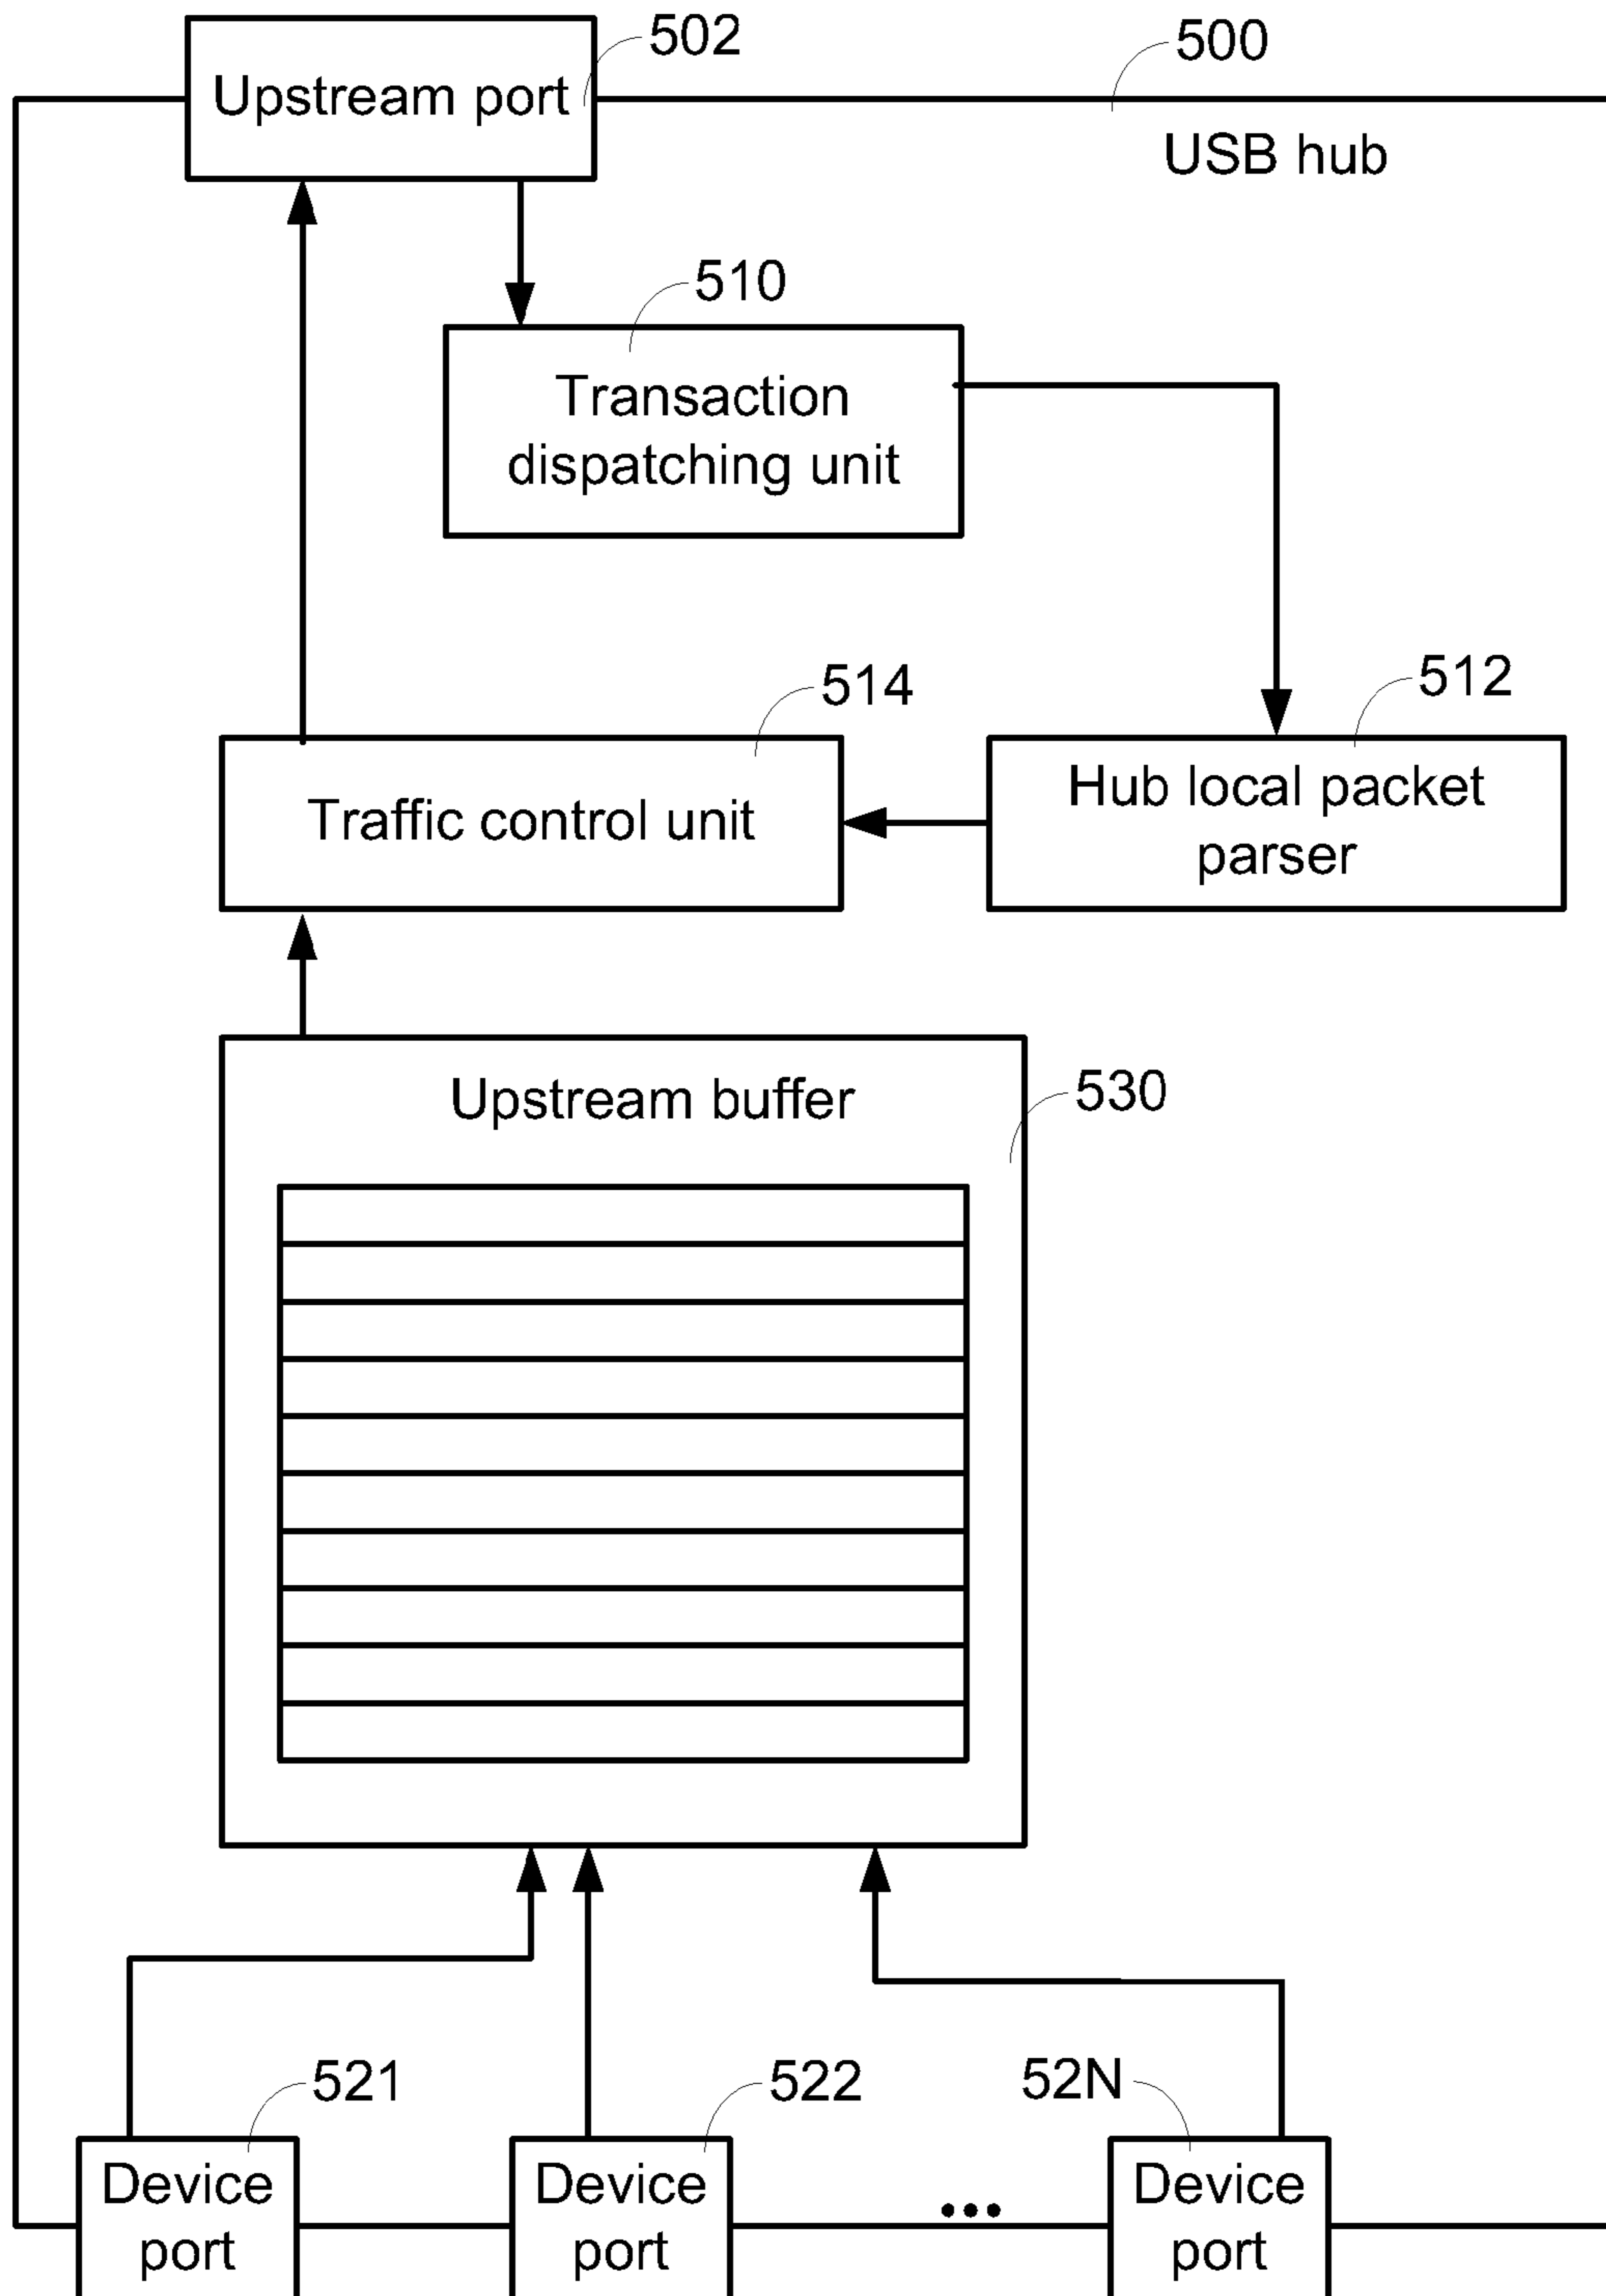 502
500
Upstream port
USB hub
510
Transaction
dispatching unit
514
512
Traffic control unit
Hub local packet
parser
Upstream buffer
530
521
522
52N
Device
port
Device
port
...
Device
port